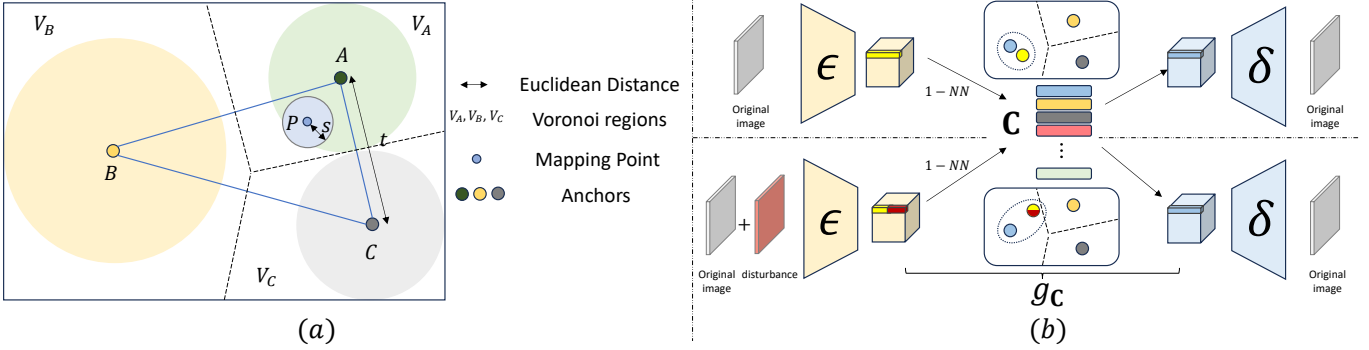 V_B
V_A
A
P
s
t
B
C
V_C
(a)
Euclidean Distance
V_A, V_B, V_C Voronoi regions
Mapping Point
Anchors
(b)
ϵ
δ
Original
image
1 − NN
C
Original
image
1 − NN
ϵ
δ
+
Original
image
disturbance
Original
image
g_C